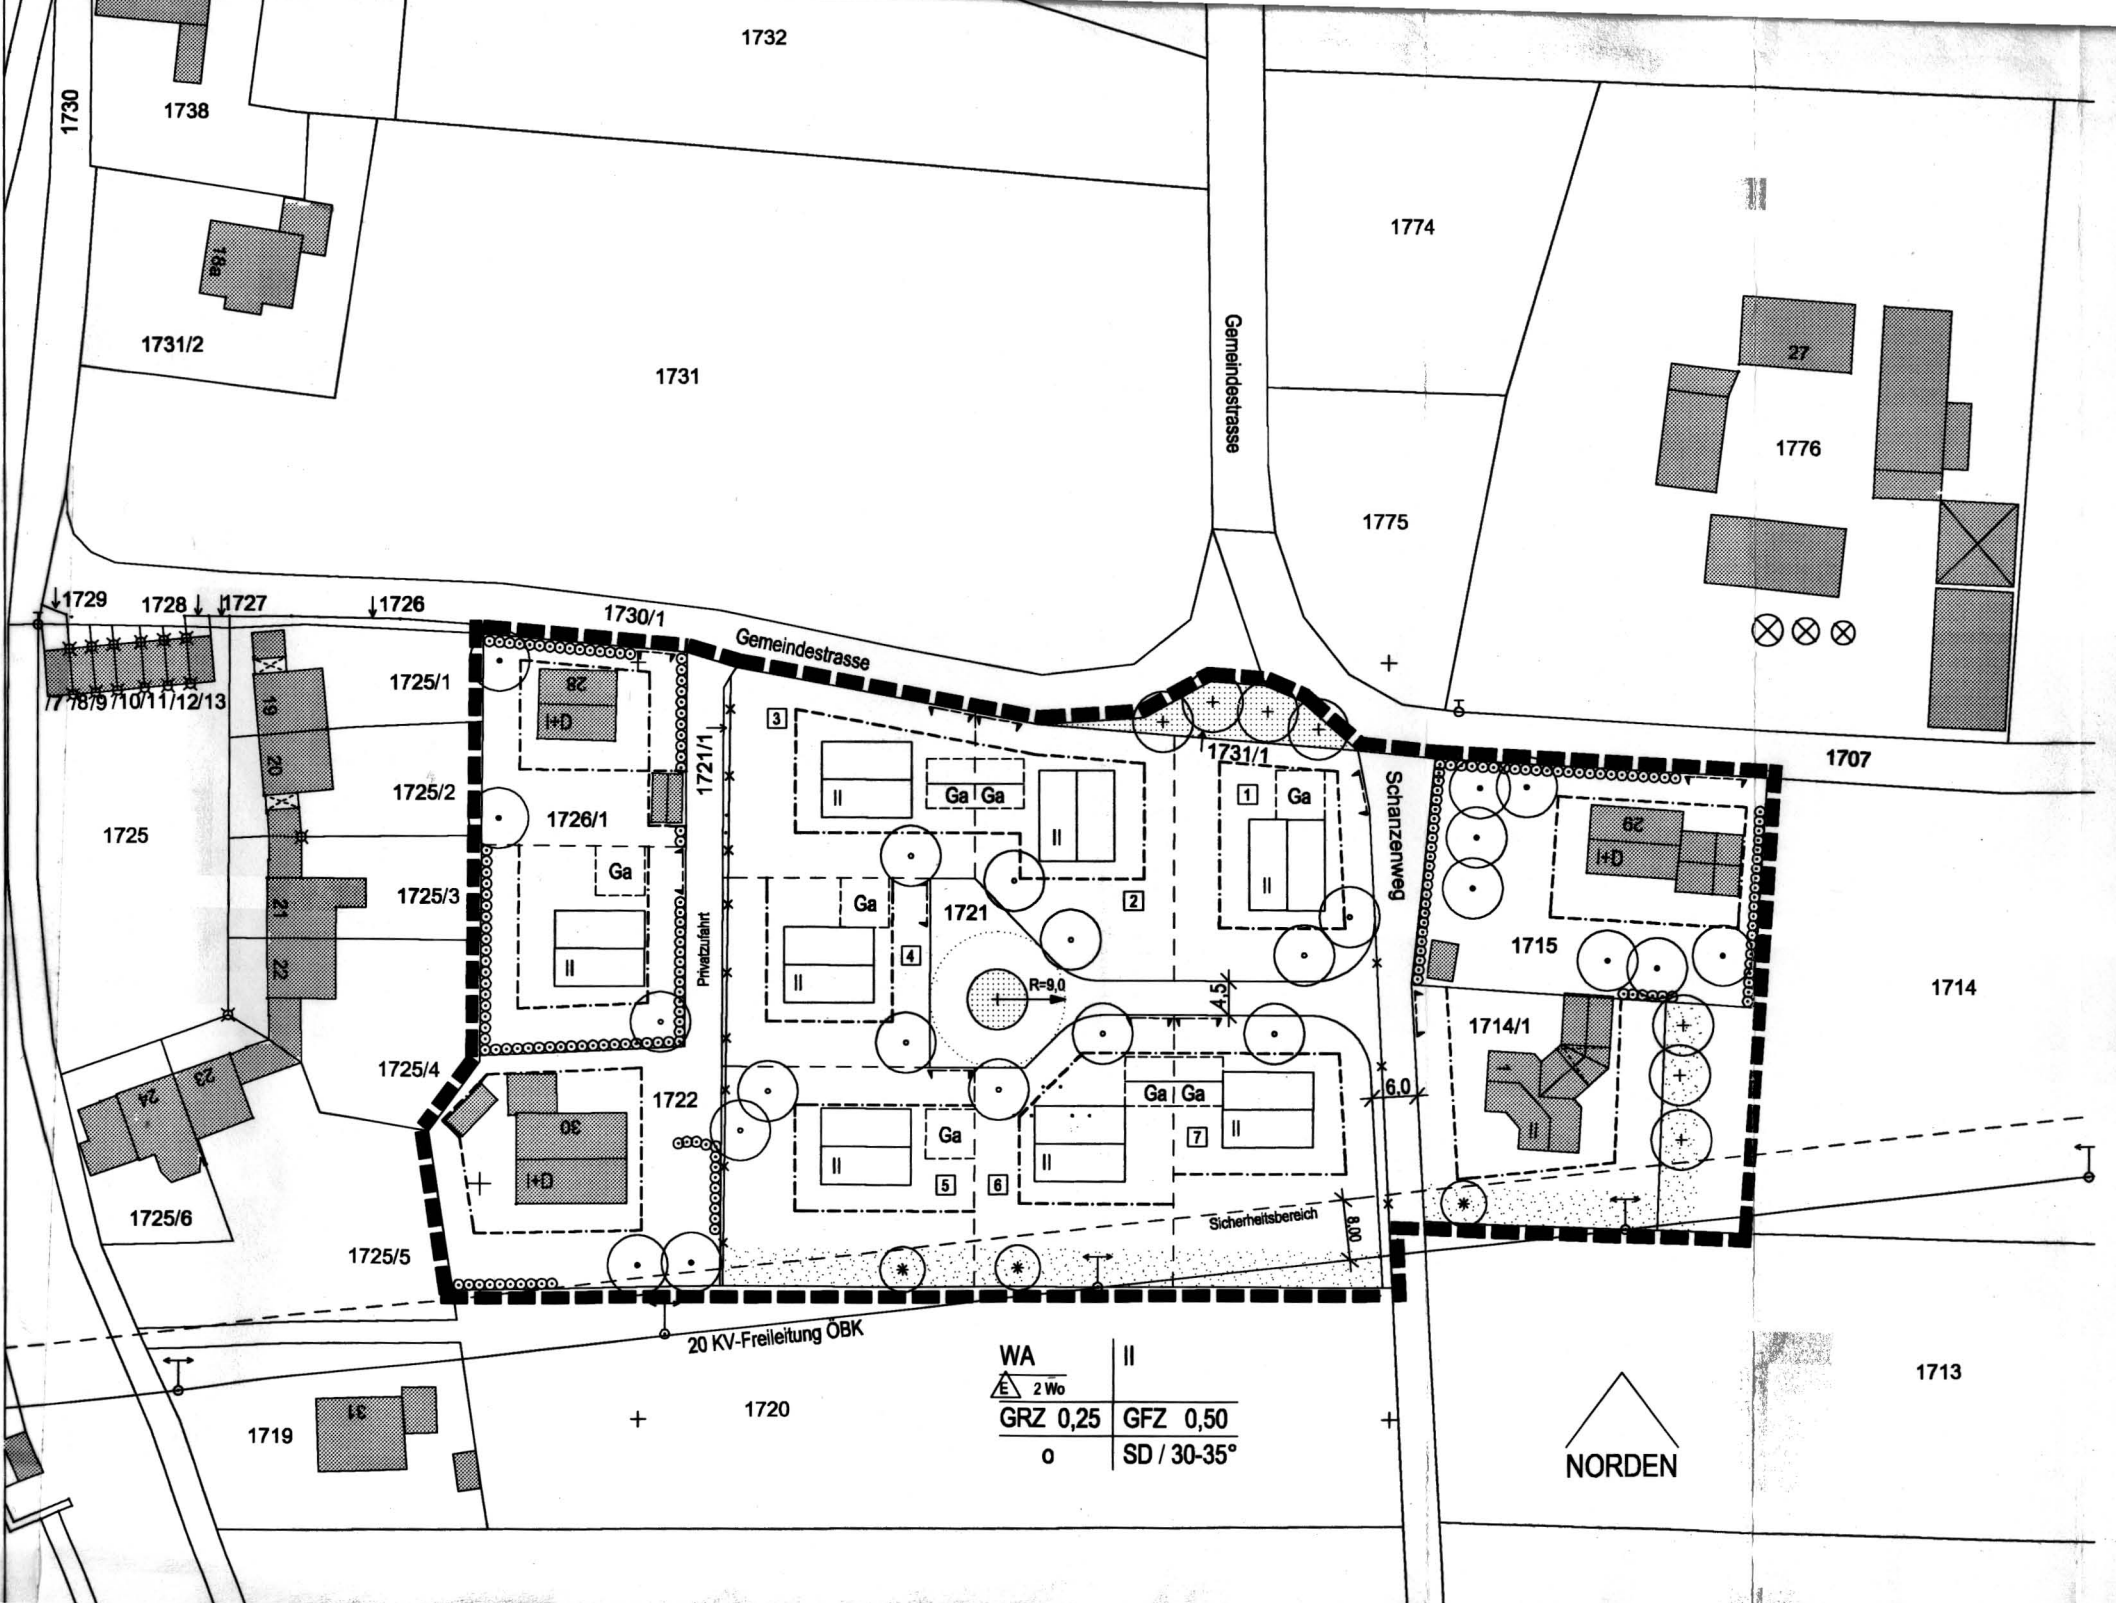 1732
1730
1738
1774
18a
1731/2
1731
Gemeindestrasse
27
1776
1775
1729
1728
1727
1726
1730/1
Gemeindestrasse
/7
/8
/9
/10
/11
/12
/13
1725/1
28
I+D
19
20
1721/1
3
II
Ga
Ga
II
1731/1
1
Ga
II
Schanzenweg
1707
29
I+D
1725/2
1726/1
1725
1725/3
Ga
II
21
22
Privatzufahrt
Ga
II
4
1721
2
R=9,0
4,5
1715
1714
1714/1
1
II
1725/4
23
24
1722
30
I+D
6,0
Ga
II
5
6
Ga
Ga
II
II
7
1725/6
1725/5
Sicherheitsbereich
8,00
20 KV-Freileitung ÖBK
WA
II
E
2 Wo
GRZ 0,25
GFZ 0,50
o
SD / 30-35°
1713
1719
31
1720
NORDEN